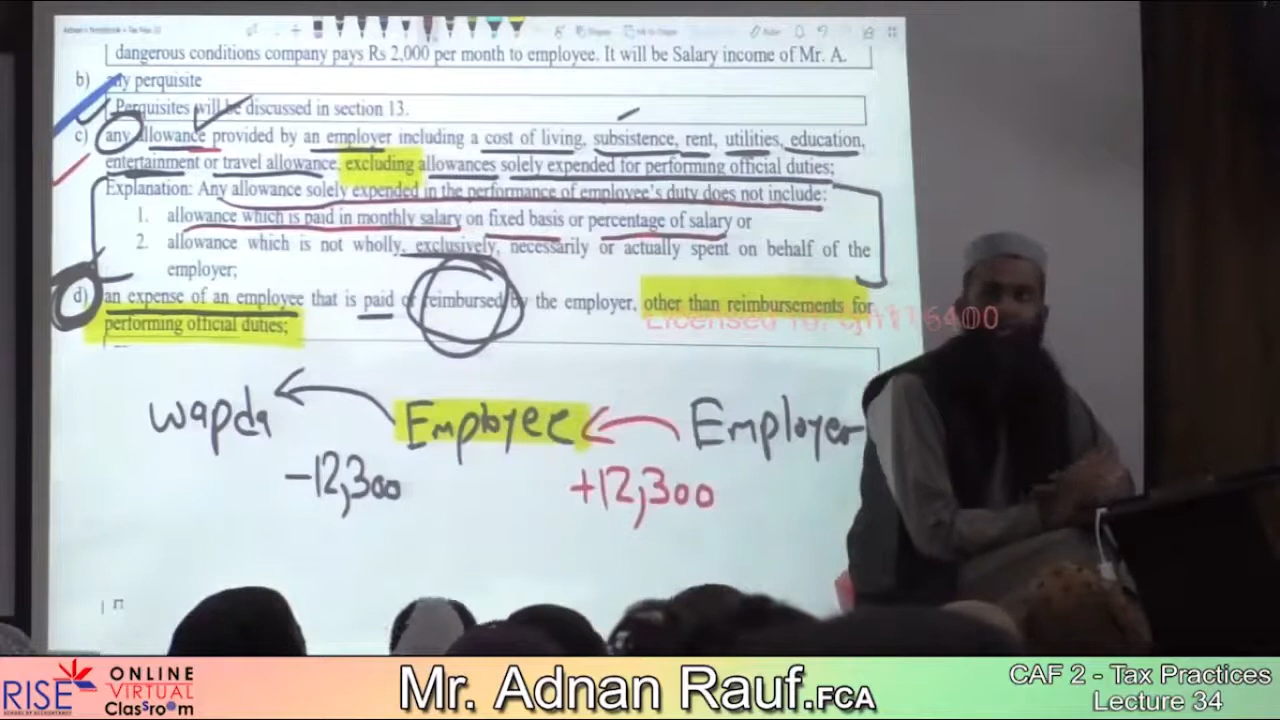 dangerous conditions company pays Rs 2,000 per month to employee. It will be Salary income of Mr. A.
b) any perquisite
Perquisites will be discussed in section 13.
c) any allowance provided by an employer including a cost of living, subsistence, rent, utilities, education,
entertainment or travel allowance, excluding allowances solely expended for performing official duties;
Explanation: Any allowance solely expended in the performance of employee's duty does not include:
1. allowance which is paid in monthly salary on fixed basis or percentage of salary or
2. allowance which is not wholly, exclusively, necessarily or actually spent on behalf of the
employer;
d) an expense of an employee that is paid or reimbursed by the employer, other than reimbursements for
performing official duties;
wapda Employee Employer
-12,300 +12,300
RISE ONLINE VIRTUAL ClassRoom
Mr. Adnan Rauf.FCA
CAF 2 - Tax Practices
Lecture 34